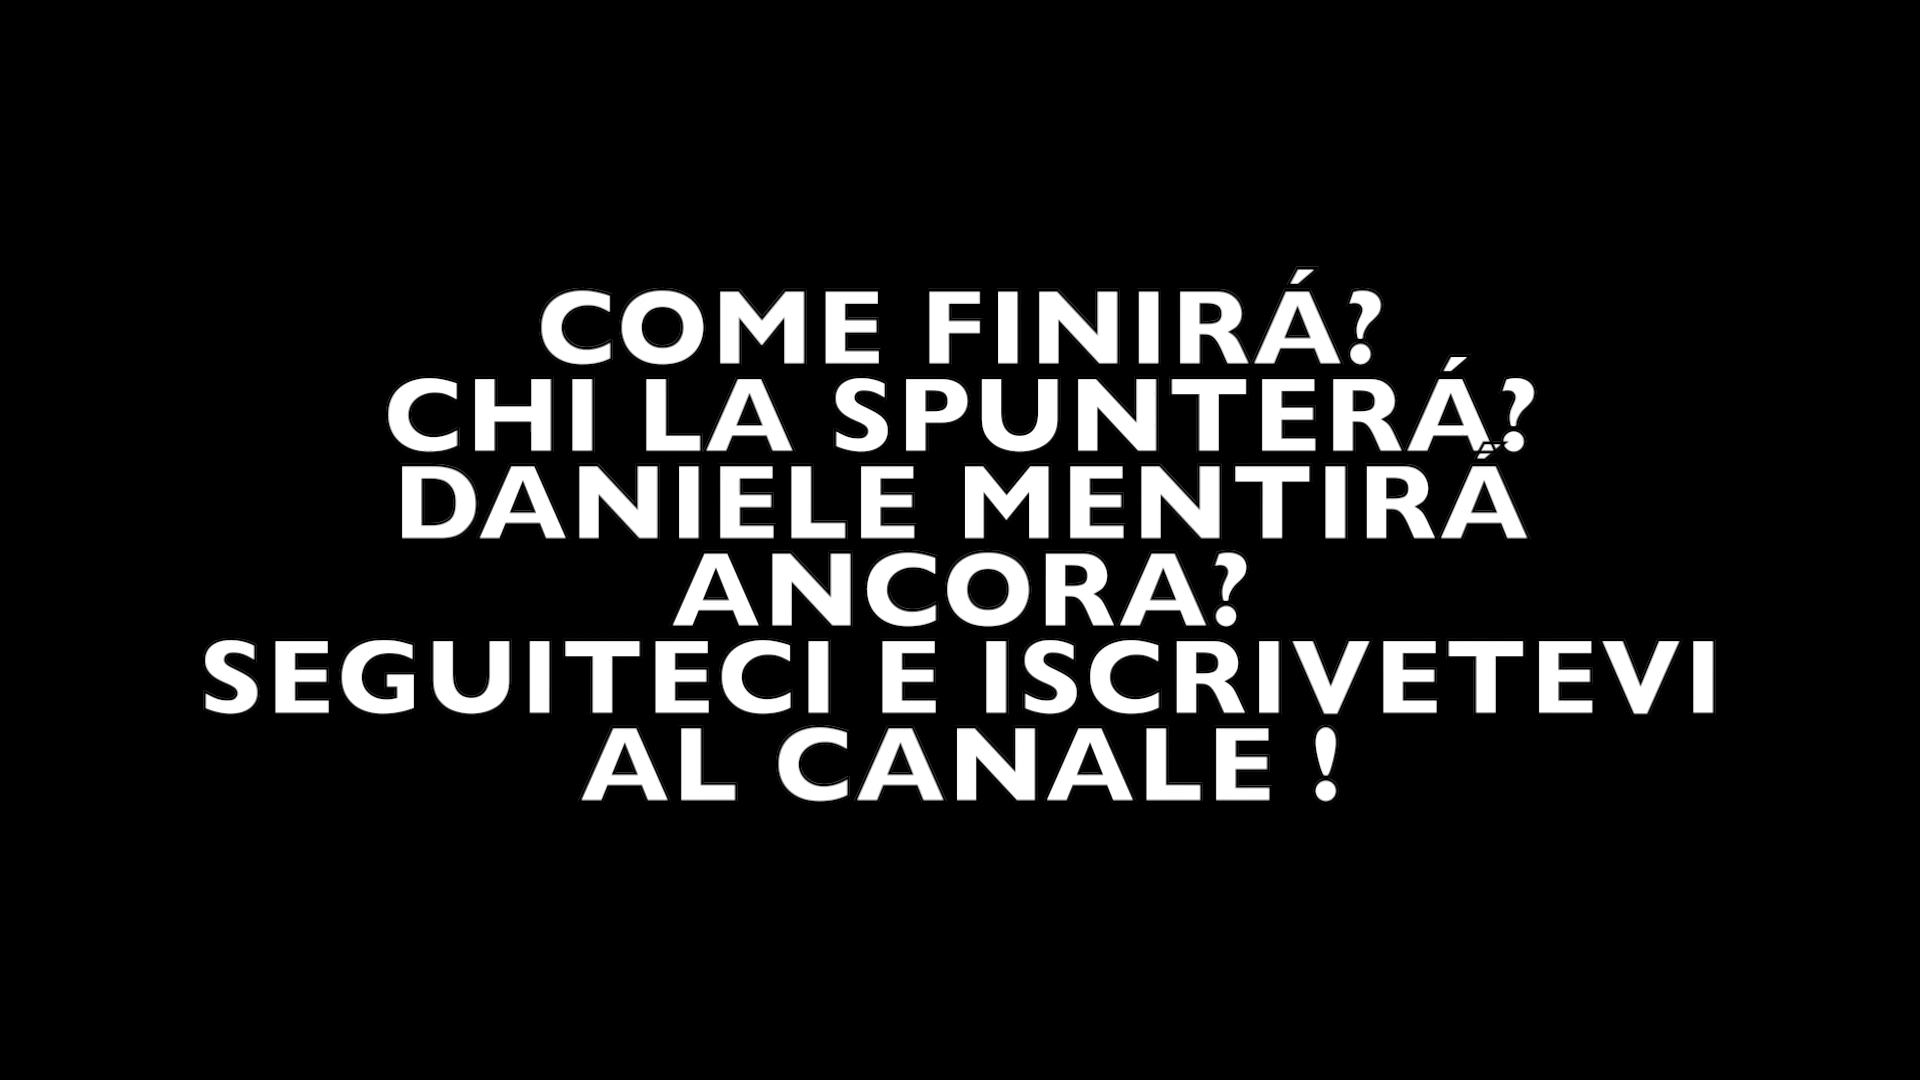 COME FINIRÁ?
CHI LA SPUNTERÁ?
DANIELE MENTIRÁ
ANCORA?
SEGUITECI E ISCRIVETEVI
AL CANALE !